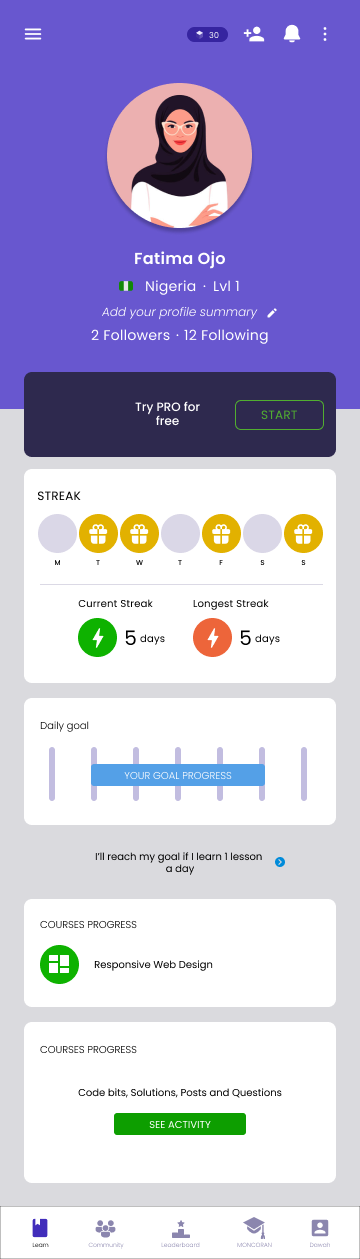 30
Fatima Ojo
Nigeria · Lvl 1
Add your profile summary
2 Followers · 12 Following
Try PRO for
free
START
STREAK
M T W T F S S
Current Streak Longest Streak
5 days 5 days
Daily goal
YOUR GOAL PROGRESS
I'll reach my goal if I learn 1 lesson
a day
COURSES PROGRESS
Responsive Web Design
COURSES PROGRESS
Code bits, Solutions, Posts and Questions
SEE ACTIVITY
Learn Community Leaderboard MONCORAN Dawah